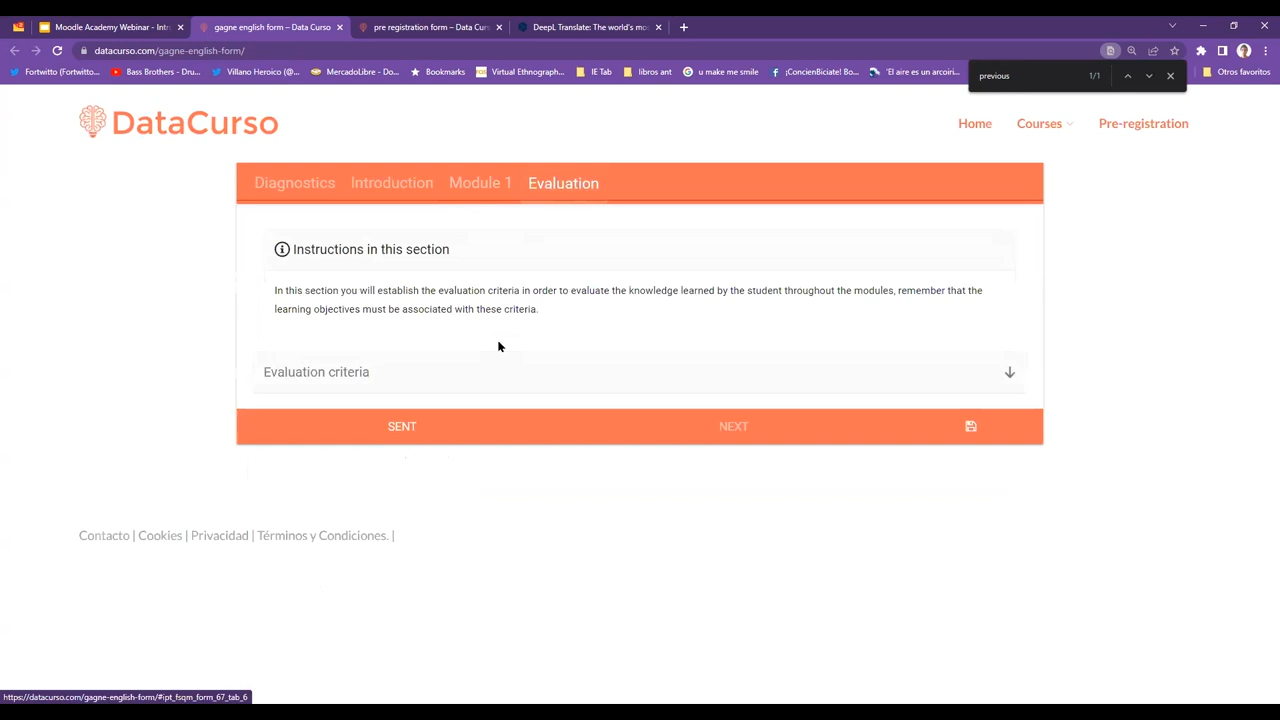 Moodle Academy Webinar - Intr
gagne english form – Data Curso
pre registration form – Data Cur
DeepL Translate: The world's mos
datacurso.com/gagne-english-form/
Fortwitto (Fortwitto...
Bass Brothers - Dru...
Villano Heroico (@...
MercadoLibre - Do...
Bookmarks
Virtual Ethnograph...
IE Tab
libros ant
u make me smile
¡ConcienBiciate! Bo...
'El aire es un arcoiri...
Otros favoritos
previous 1/1
DataCurso
Home
Courses
Pre-registration
Diagnostics
Introduction
Module 1
Evaluation
Instructions in this section
In this section you will establish the evaluation criteria in order to evaluate the knowledge learned by the student throughout the modules, remember that the
learning objectives must be associated with these criteria.
Evaluation criteria
SENT
NEXT
Contacto | Cookies | Privacidad | Términos y Condiciones. |
https://datacurso.com/gagne-english-form/#ipt_fsqm_form_67_tab_6